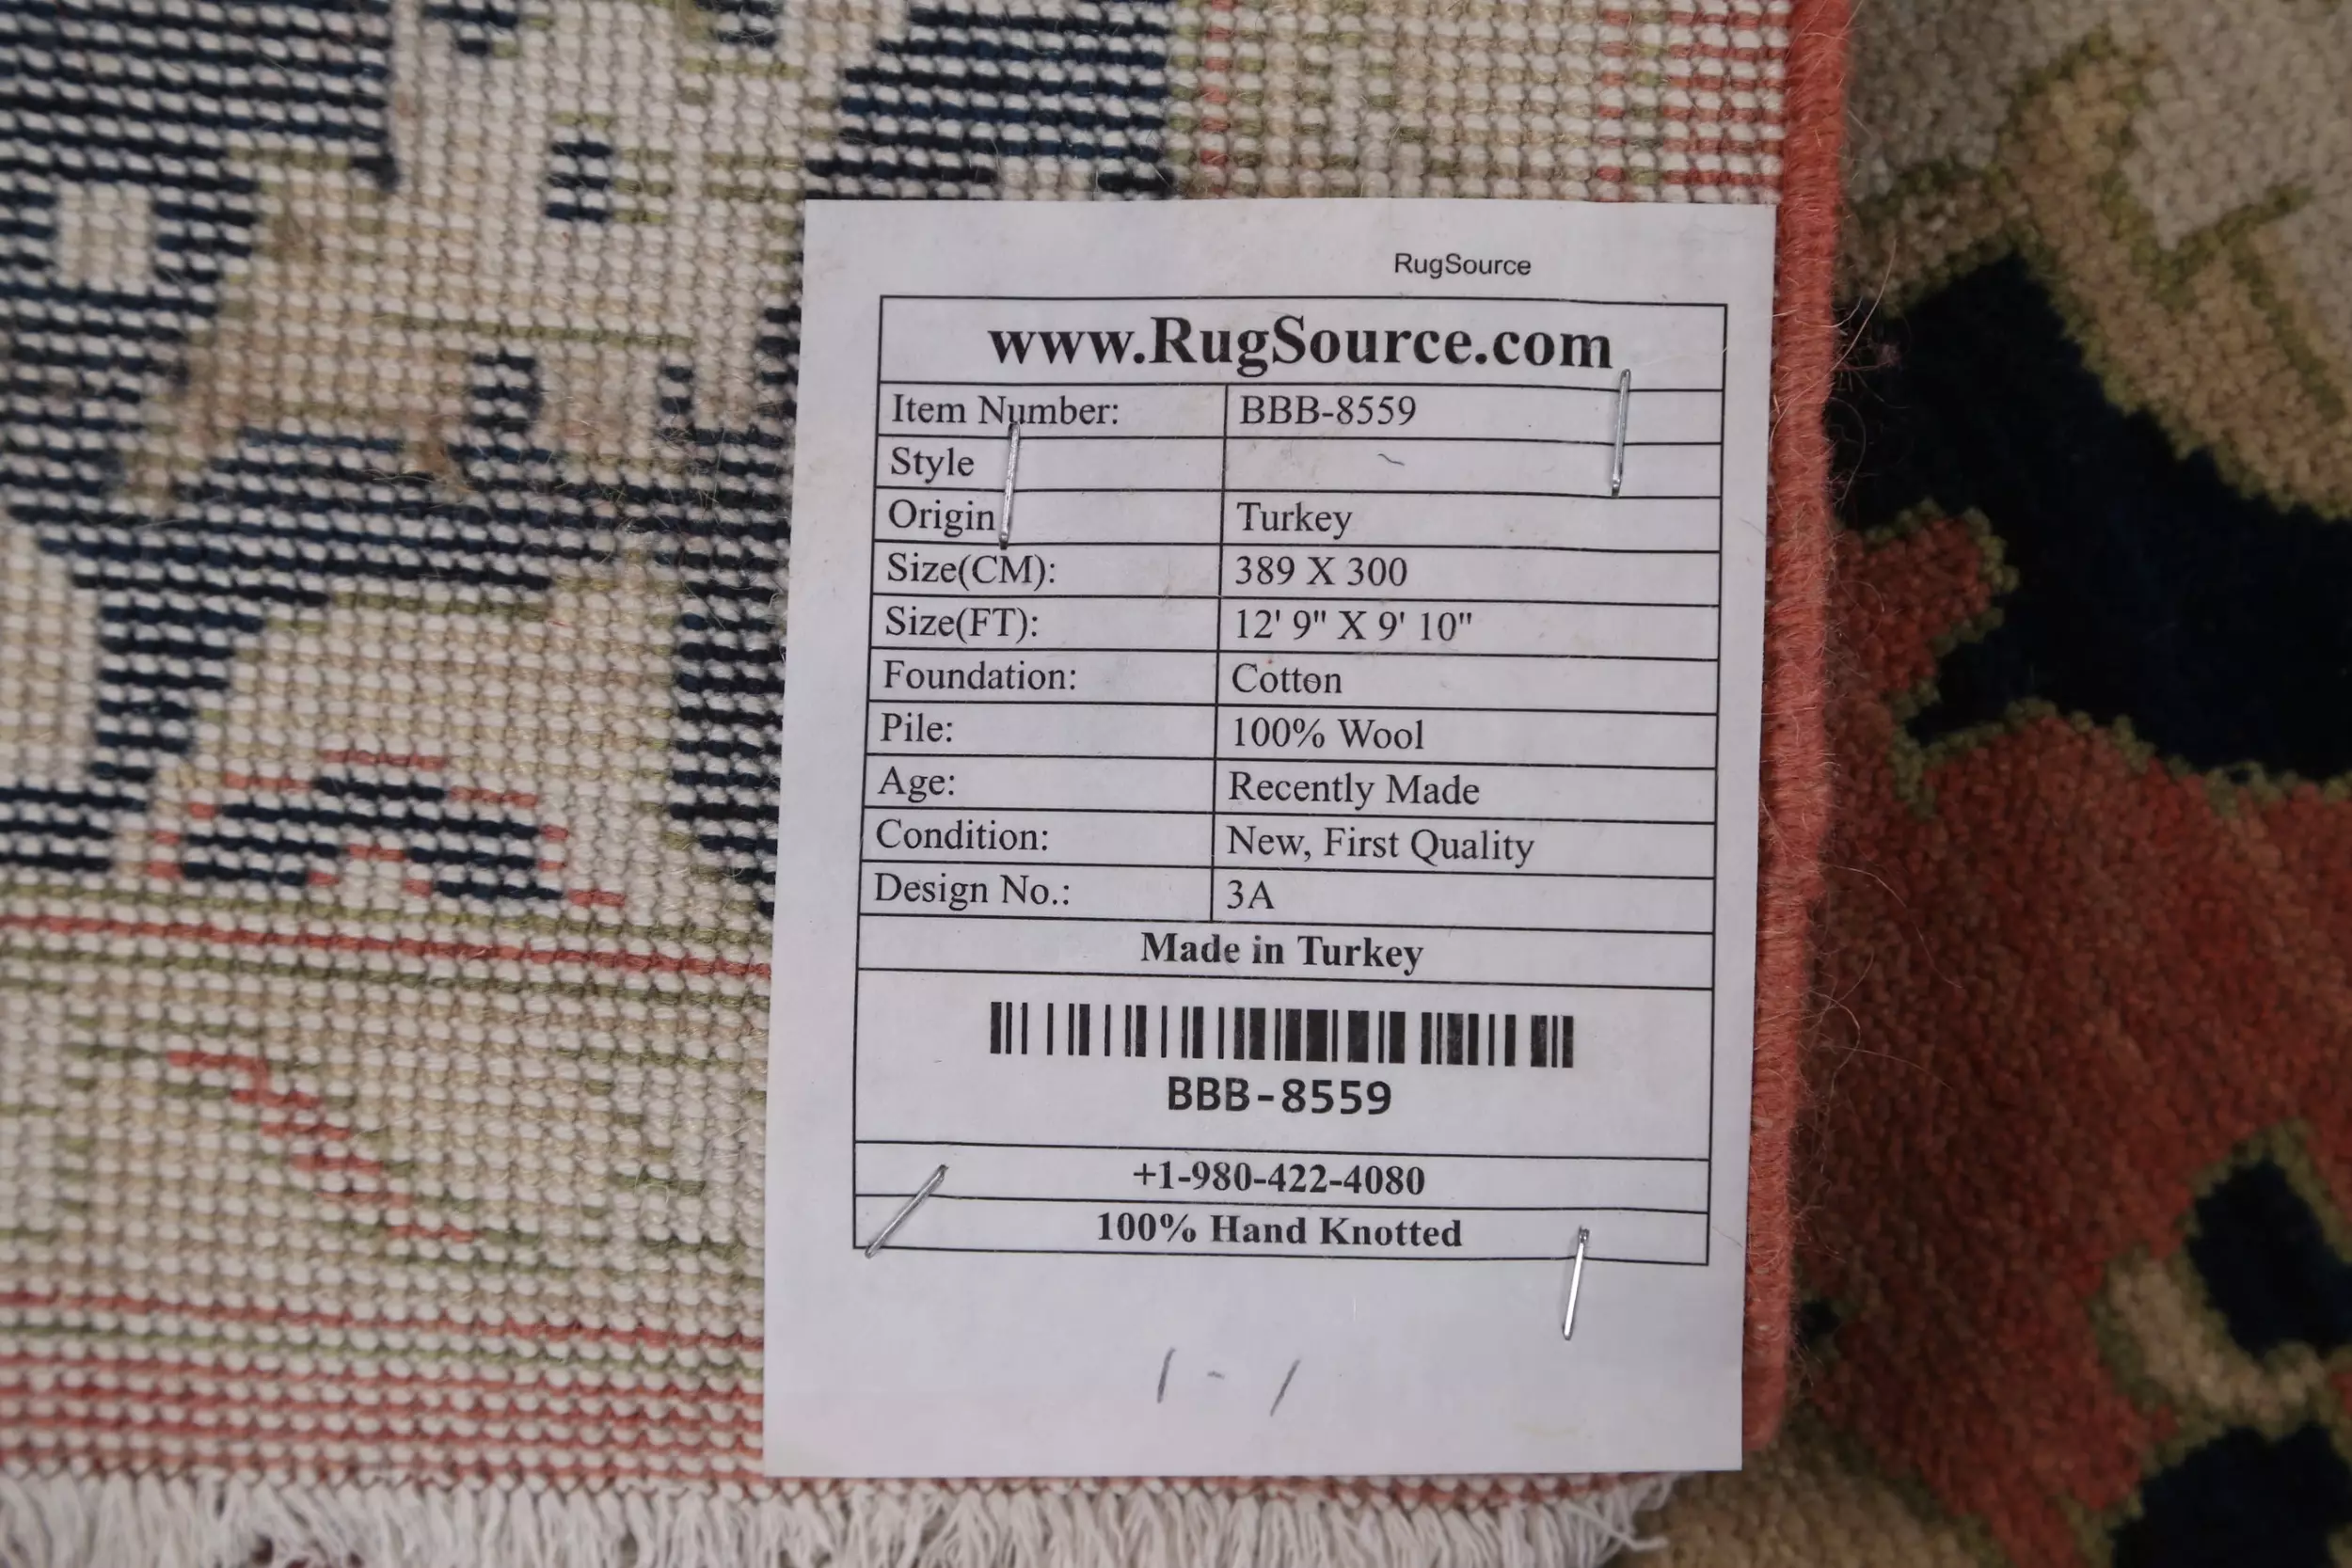 RugSource
www.RugSource.com
Item Number: BBB-8559
Style
Origin Turkey
Size(CM): 389 X 300
Size(FT): 12' 9" X 9' 10"
Foundation: Cotton
Pile: 100% Wool
Age: Recently Made
Condition: New, First Quality
Design No.: 3A
Made in Turkey
BBB-8559
+1-980-422-4080
100% Hand Knotted
1 - 1